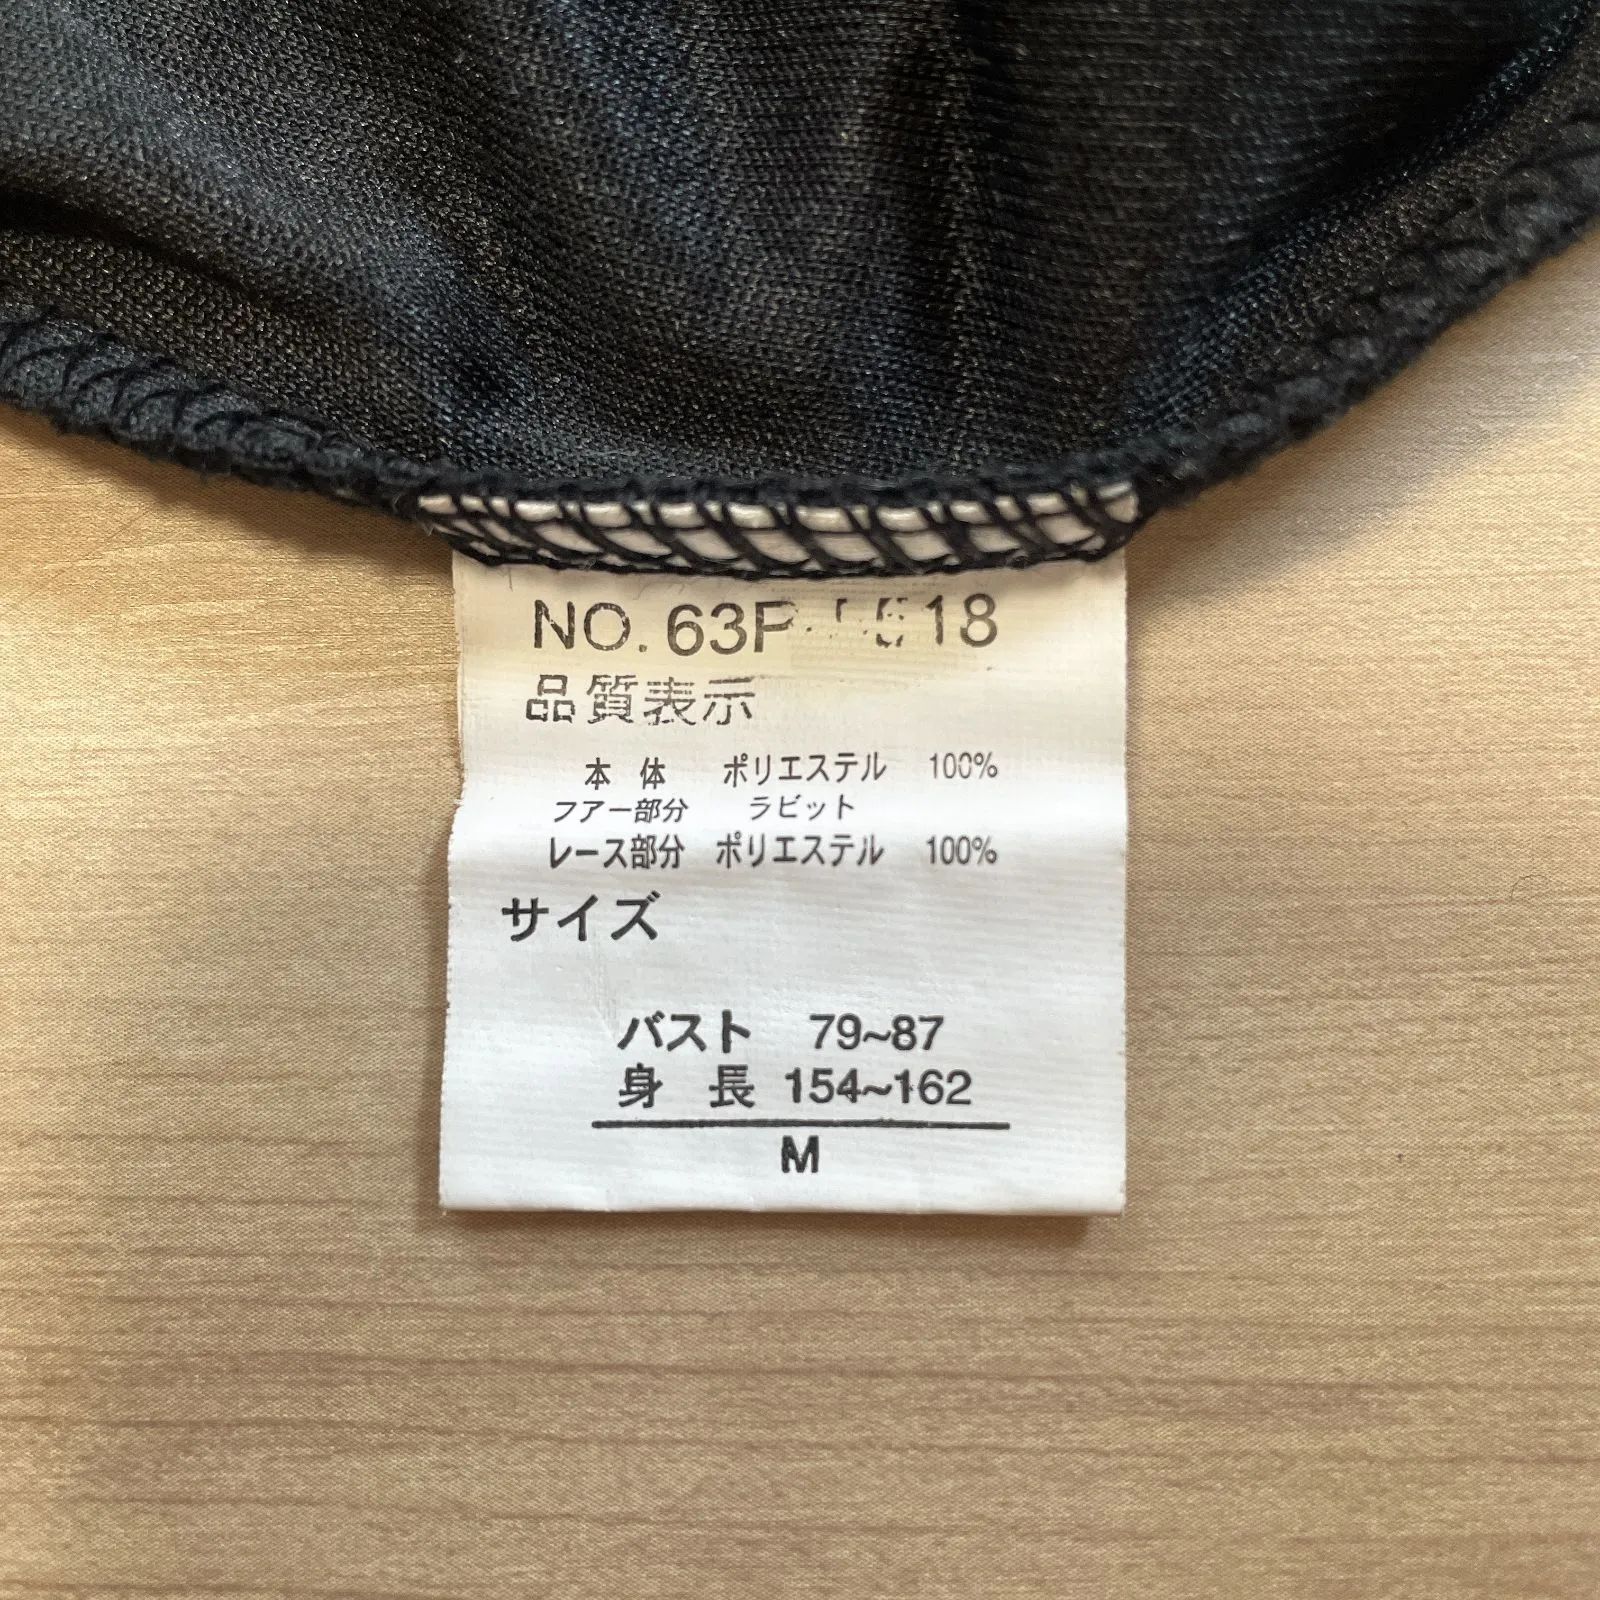 NO. 18
品質表示
本体 ポリエステル 100%
フアー部分 ラビット
レース部分 ポリエステル 100%
サイズ
バスト 79~87
身長 154~162
M